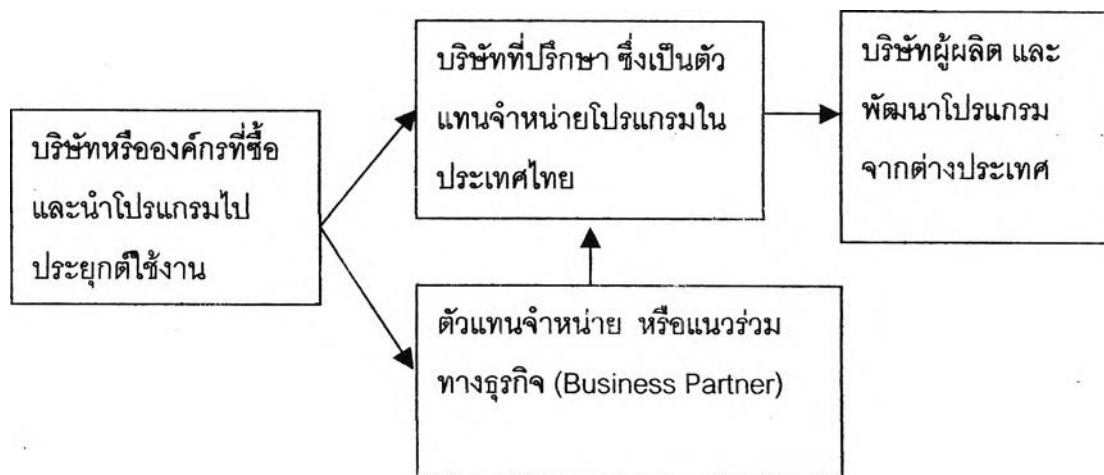 บริษัทหรือองค์กรที่ซื้อ
และนำโปรแกรมไป
ประยุกต์ใช้งาน
บริษัทที่ปรึกษา ซึ่งเป็นตัว
แทนจำหน่ายโปรแกรมใน
ประเทศไทย
ตัวแทนจำหน่าย หรือแนวร่วม
ทางธุรกิจ (Business Partner)
บริษัทผู้ผลิต และ
พัฒนาโปรแกรม
จากต่างประเทศ